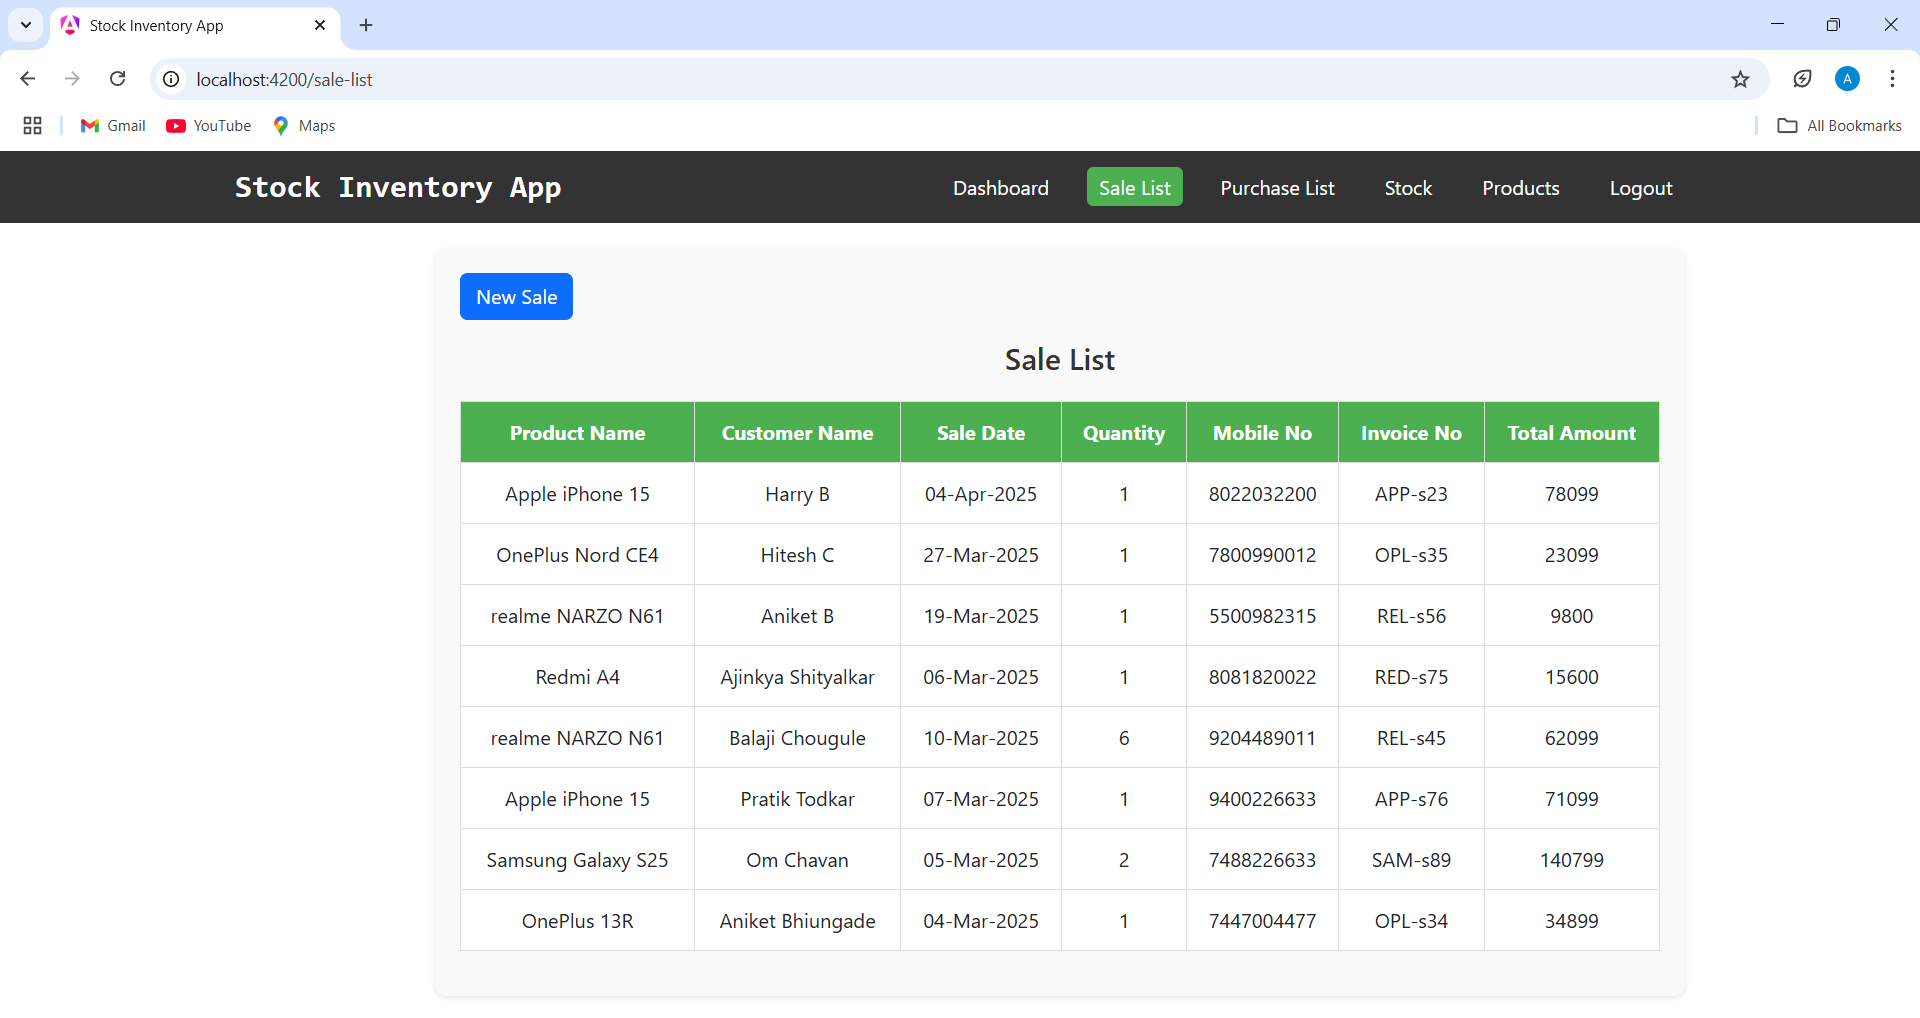 Stock Inventory App
localhost:4200/sale-list
A
Gmail YouTube Maps All Bookmarks
Stock Inventory App Dashboard Sale List Purchase List Stock Products Logout
New Sale
Sale List
Product Name Customer Name Sale Date Quantity Mobile No Invoice No Total Amount
Apple iPhone 15 Harry B 04-Apr-2025 1 8022032200 APP-s23 78099
OnePlus Nord CE4 Hitesh C 27-Mar-2025 1 7800990012 OPL-s35 23099
realme NARZO N61 Aniket B 19-Mar-2025 1 5500982315 REL-s56 9800
Redmi A4 Ajinkya Shityalkar 06-Mar-2025 1 8081820022 RED-s75 15600
realme NARZO N61 Balaji Chougule 10-Mar-2025 6 9204489011 REL-s45 62099
Apple iPhone 15 Pratik Todkar 07-Mar-2025 1 9400226633 APP-s76 71099
Samsung Galaxy S25 Om Chavan 05-Mar-2025 2 7488226633 SAM-s89 140799
OnePlus 13R Aniket Bhiungade 04-Mar-2025 1 7447004477 OPL-s34 34899